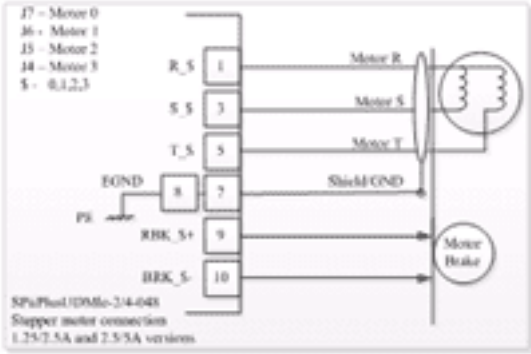 J7 – Motor 0
J6 - Motor 1
J5 – Motor 2
J4 – Motor 3
$ - 0,1,2,3
R_$ 1 Motor R
S_$ 3 Motor S
T_$ 5 Motor T
EGND 8 7 Shield/GND
PE
RBK_$+ 9
Motor
Brake
BRK_$- 10
Stepper motor connection
1.25/2.5A and 2.5/5A versions